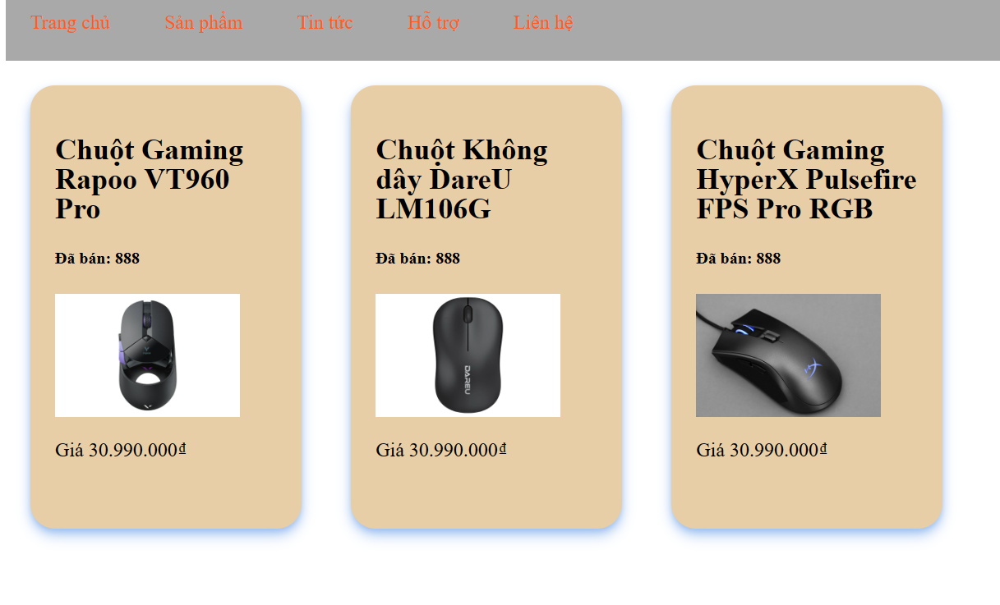 Trang chủ Sản phẩm Tin tức Hỗ trợ Liên hệ
Chuột Gaming
Rapoo VT960
Pro
Đã bán: 888
Giá 30.990.000₫
Chuột Không
dây DareU
LM106G
Đã bán: 888
DAREU
Giá 30.990.000₫
Chuột Gaming
HyperX Pulsefire
FPS Pro RGB
Đã bán: 888
Giá 30.990.000₫